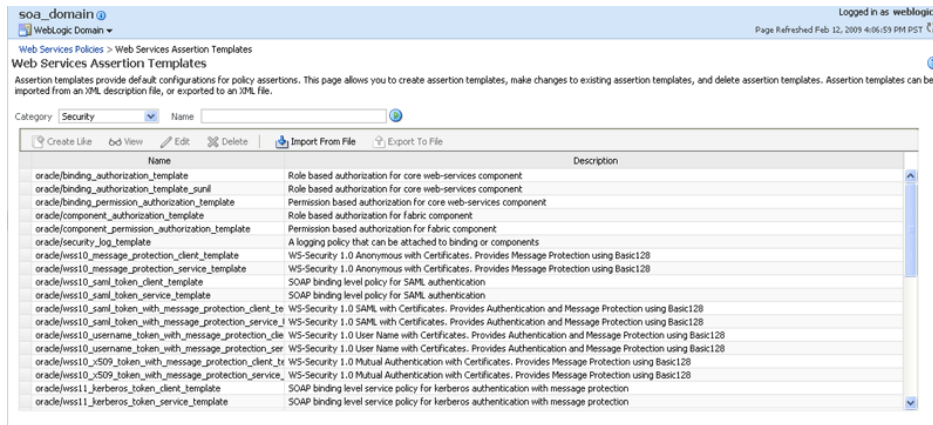 soa_domain
Logged in as weblogic
WebLogic Domain
Page Refreshed Feb 12, 2009 4:06:59 PM PST
Web Services Policies > Web Services Assertion Templates
Web Services Assertion Templates
Assertion templates provide default configurations for policy assertions. This page allows you to create assertion templates, make changes to existing assertion templates, and delete assertion templates. Assertion templates can be
imported from an XML description file, or exported to an XML file.
Category Security Name
Create Like View Edit Delete Import From File Export To File
Name Description
oracle/binding_authorization_template Role based authorization for core web-services component
oracle/binding_authorization_template_sunil Role based authorization for core web-services component
oracle/binding_permission_authorization_template Permission based authorization for core web-services component
oracle/component_authorization_template Role based authorization for fabric component
oracle/component_permission_authorization_template Permission based authorization for fabric component
oracle/security_log_template A logging policy that can be attached to binding or components
oracle/wss10_message_protection_client_template WS-Security 1.0 Anonymous with Certificates. Provides Message Protection using Basic128
oracle/wss10_message_protection_service_template WS-Security 1.0 Anonymous with Certificates. Provides Message Protection using Basic128
oracle/wss10_saml_token_client_template SOAP binding level policy for SAML authentication
oracle/wss10_saml_token_service_template SOAP binding level policy for SAML authentication
oracle/wss10_saml_token_with_message_protection_client_te WS-Security 1.0 SAML with Certificates. Provides Authentication and Message Protection using Basic128
oracle/wss10_saml_token_with_message_protection_service_t WS-Security 1.0 SAML with Certificates. Provides Authentication and Message Protection using Basic128
oracle/wss10_username_token_with_message_protection_clie WS-Security 1.0 User Name with Certificates. Provides Authentication and Message Protection using Basic128
oracle/wss10_username_token_with_message_protection_ser WS-Security 1.0 User Name with Certificates. Provides Authentication and Message Protection using Basic128
oracle/wss10_x509_token_with_message_protection_client_te WS-Security 1.0 Mutual Authentication with Certificates. Provides Message Protection using Basic128
oracle/wss10_x509_token_with_message_protection_service_ WS-Security 1.0 Mutual Authentication with Certificates. Provides Message Protection using Basic128
oracle/wss11_kerberos_token_client_template SOAP binding level service policy for kerberos authentication with message protection
oracle/wss11_kerberos_token_service_template SOAP binding level service policy for kerberos authentication with message protection